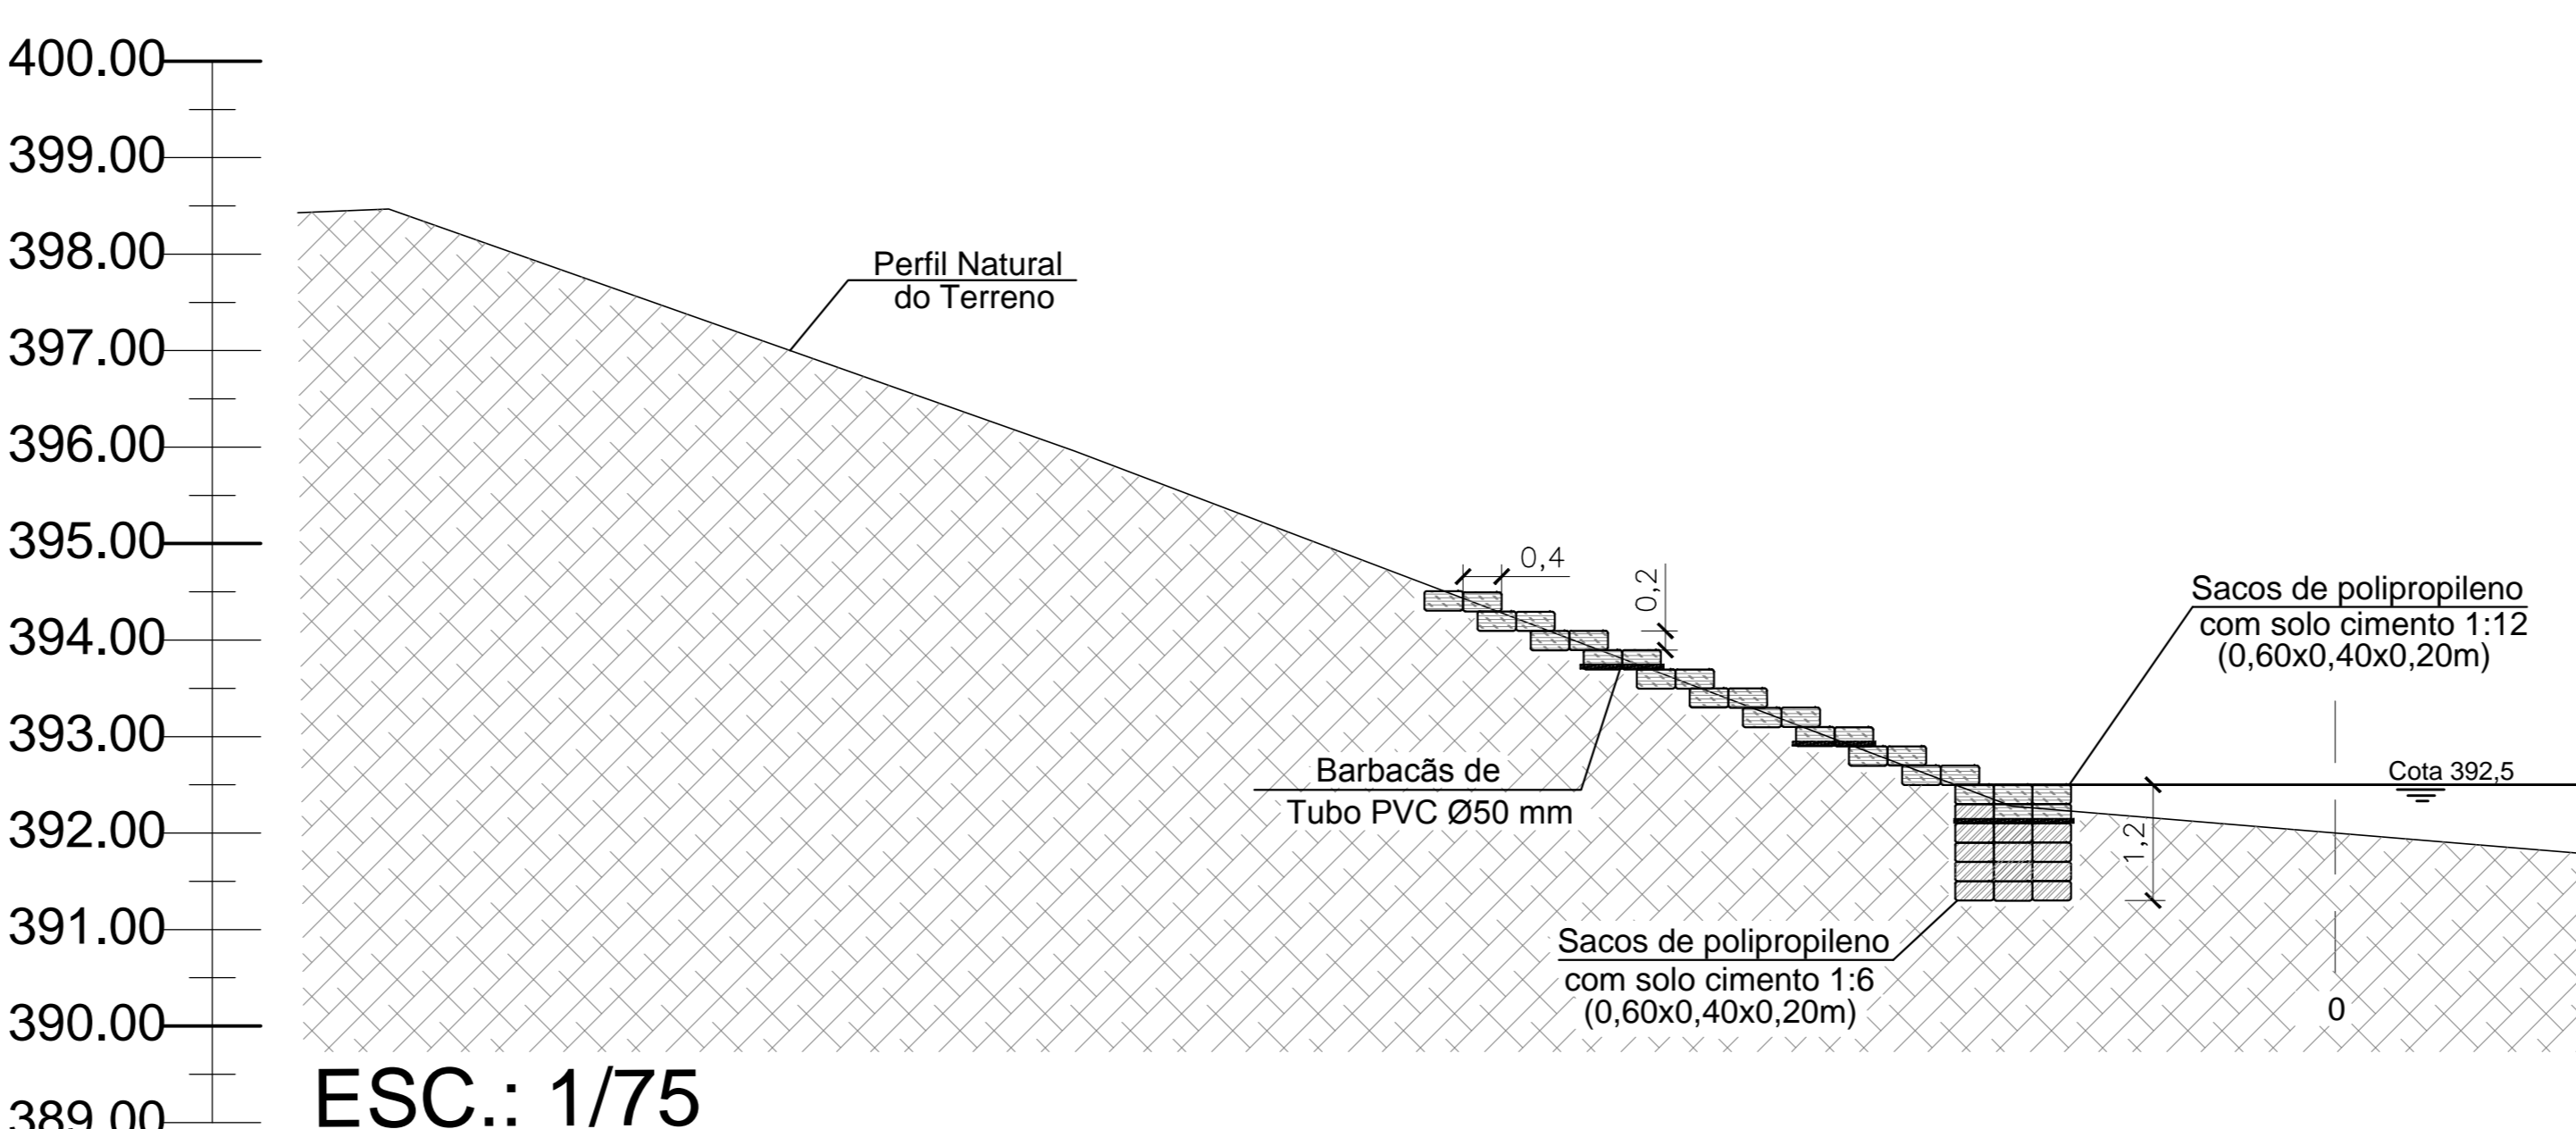 400.00
399.00
398.00
397.00
396.00
395.00
394.00
393.00
392.00
391.00
390.00
389.00
Perfil Natural
do Terreno
0,4
0,2
Sacos de polipropileno
com solo cimento 1:12
(0,60x0,40x0,20m)
Barbacãs de
Tubo PVC Ø50 mm
Cota 392,5
1,2
Sacos de polipropileno
com solo cimento 1:6
(0,60x0,40x0,20m)
0
ESC.: 1/75